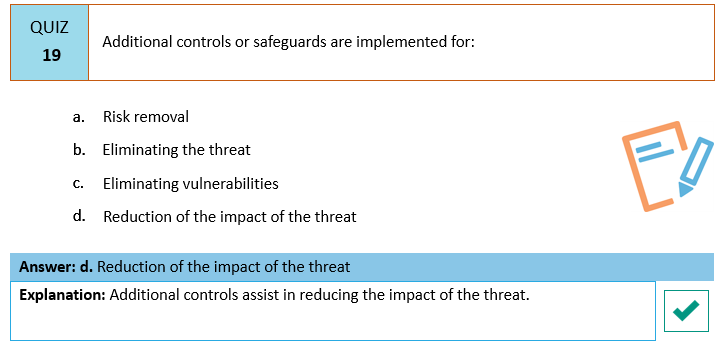 QUIZ
19
Additional controls or safeguards are implemented for:
a. Risk removal
b. Eliminating the threat
c. Eliminating vulnerabilities
d. Reduction of the impact of the threat
Answer: d. Reduction of the impact of the threat
Explanation: Additional controls assist in reducing the impact of the threat.